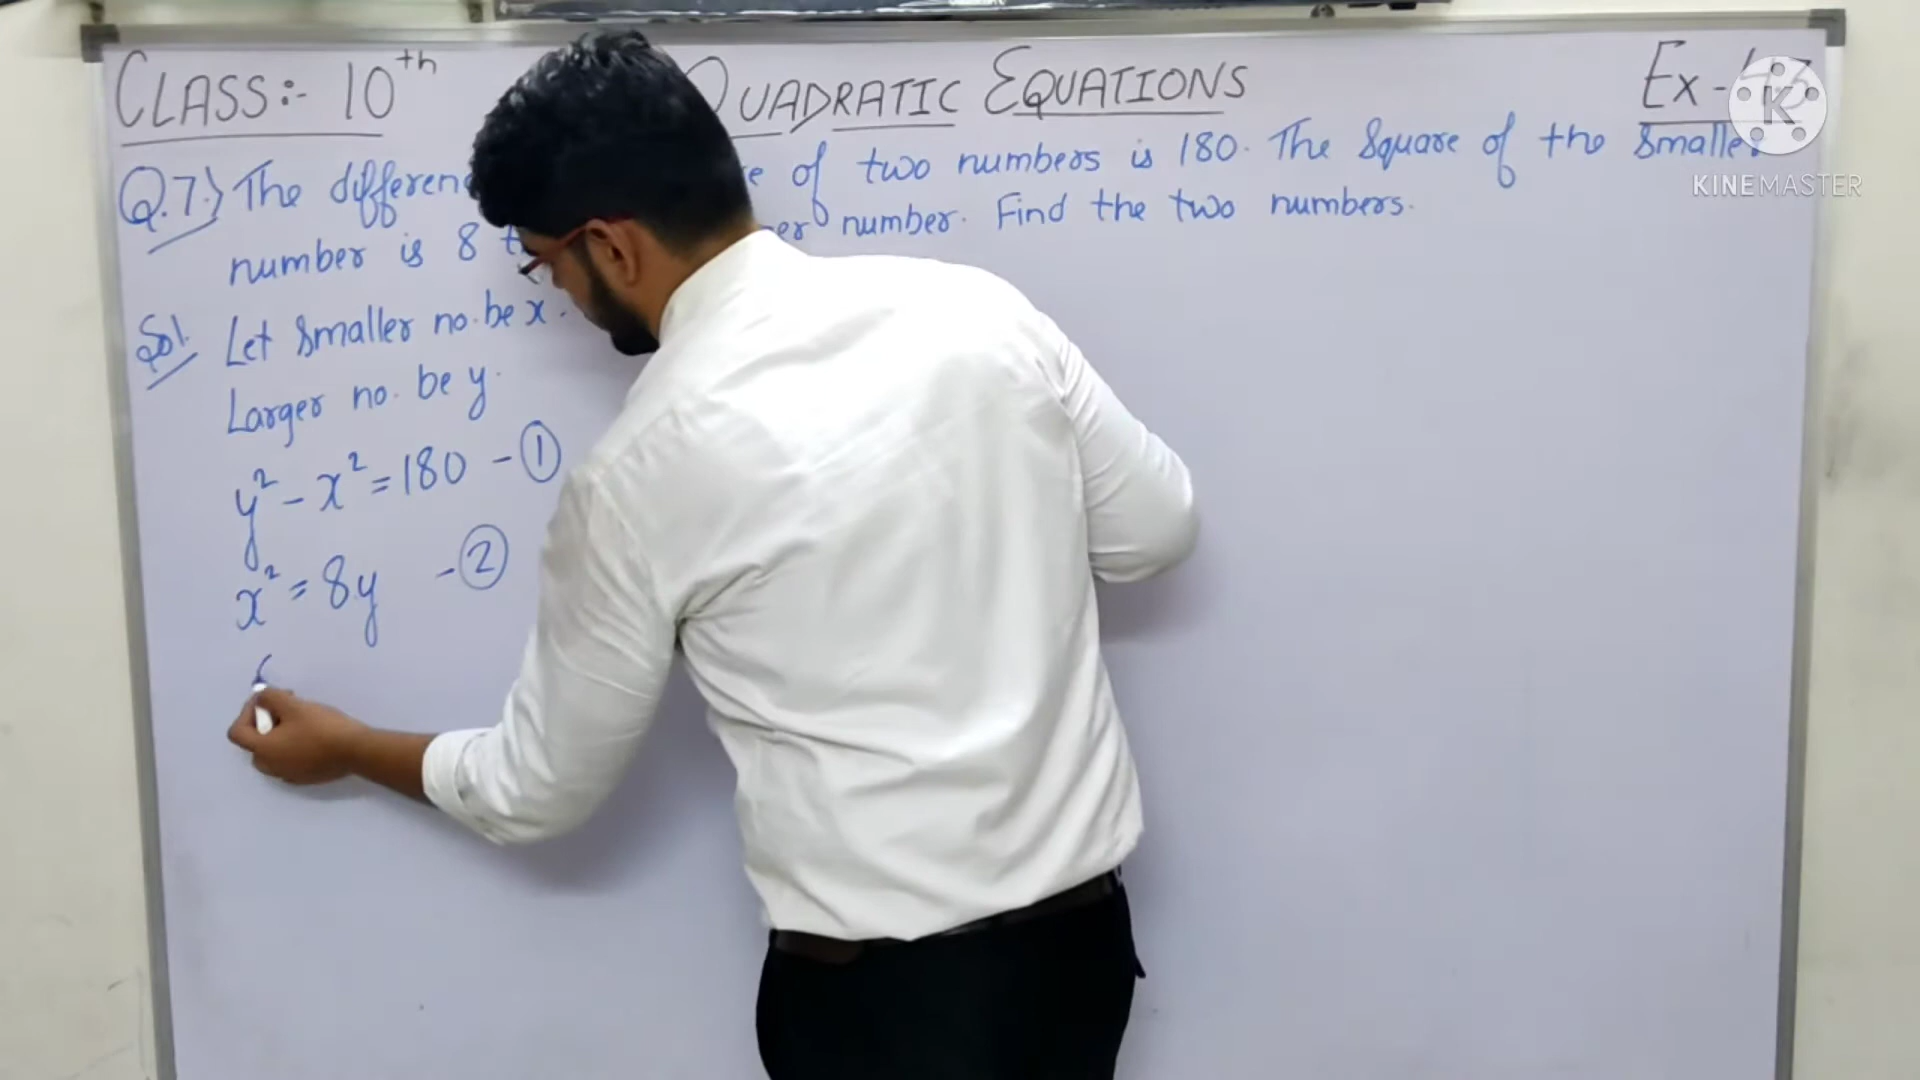 CLASS:- 10th QUADRATIC EQUATIONS Ex-
Q.7.) The of two numbers is 180. The Square of the Smaller
number is 8 number. Find the two numbers.
Sol. Let Smaller no. be x.
Larger no. be y.
y² - x² = 180 - ①
x² = 8y - ②
K
KINEMASTER